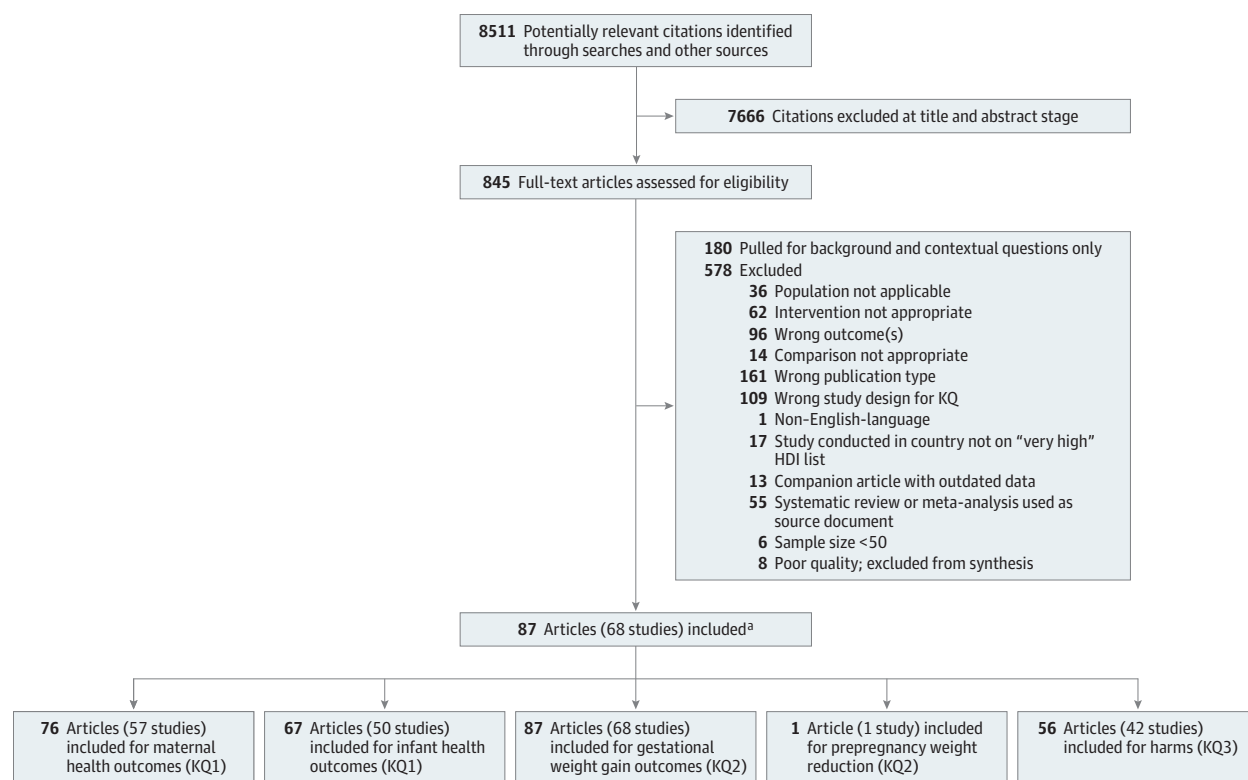 8511 Potentially relevant citations identified
through searches and other sources
7666 Citations excluded at title and abstract stage
845 Full-text articles assessed for eligibility
180 Pulled for background and contextual questions only
578 Excluded
36 Population not applicable
62 Intervention not appropriate
96 Wrong outcome(s)
14 Comparison not appropriate
161 Wrong publication type
109 Wrong study design for KQ
1 Non-English-language
17 Study conducted in country not on “very high”
HDI list
13 Companion article with outdated data
55 Systematic review or meta-analysis used as
source document
6 Sample size <50
8 Poor quality; excluded from synthesis
87 Articles (68 studies) includedª
76 Articles (57 studies)
included for maternal
health outcomes (KQ1)
67 Articles (50 studies)
included for infant health
outcomes (KQ1)
87 Articles (68 studies)
included for gestational
weight gain outcomes (KQ2)
1 Article (1 study) included
for prepregnancy weight
reduction (KQ2)
56 Articles (42 studies)
included for harms (KQ3)